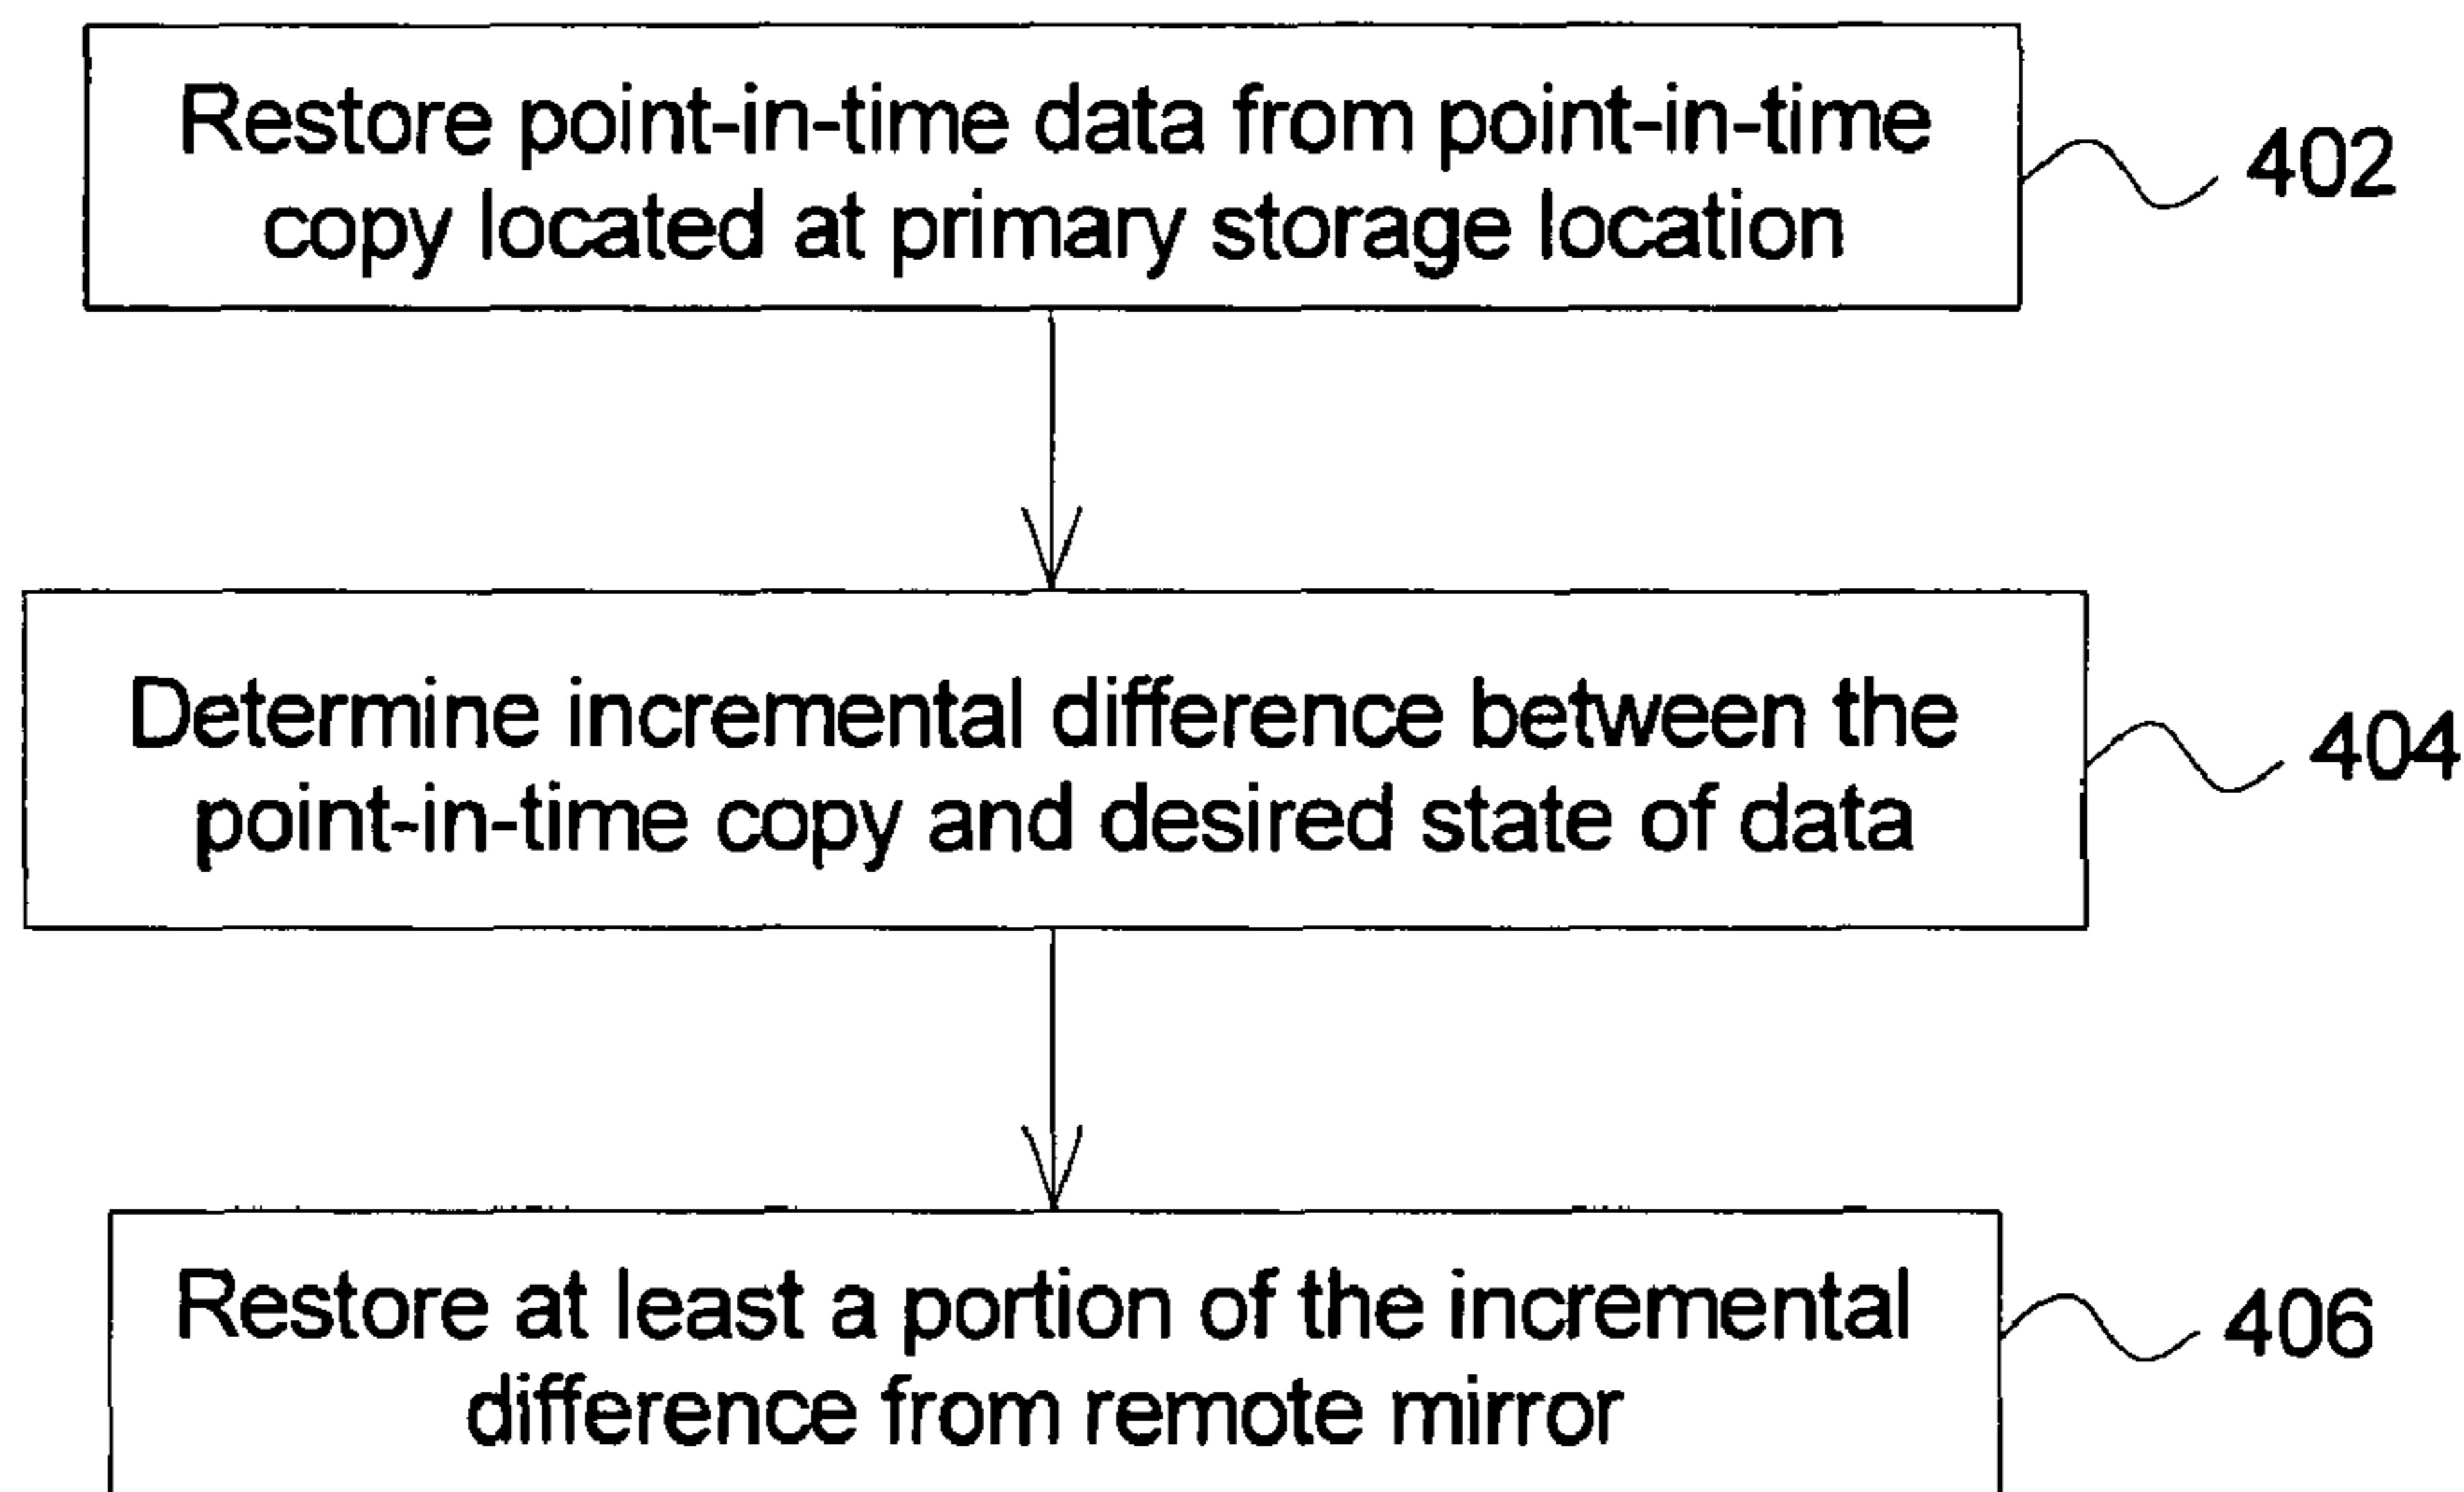 Restore point-in-time data from point-in-time
copy located at primary storage location
402
Determine incremental difference between the
point-in-time copy and desired state of data
404
Restore at least a portion of the incremental
difference from remote mirror
406